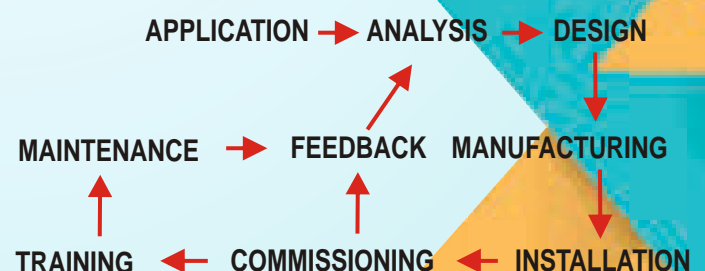 APPLICATION ANALYSIS DESIGN
MAINTENANCE FEEDBACK MANUFACTURING
TRAINING COMMISSIONING INSTALLATION